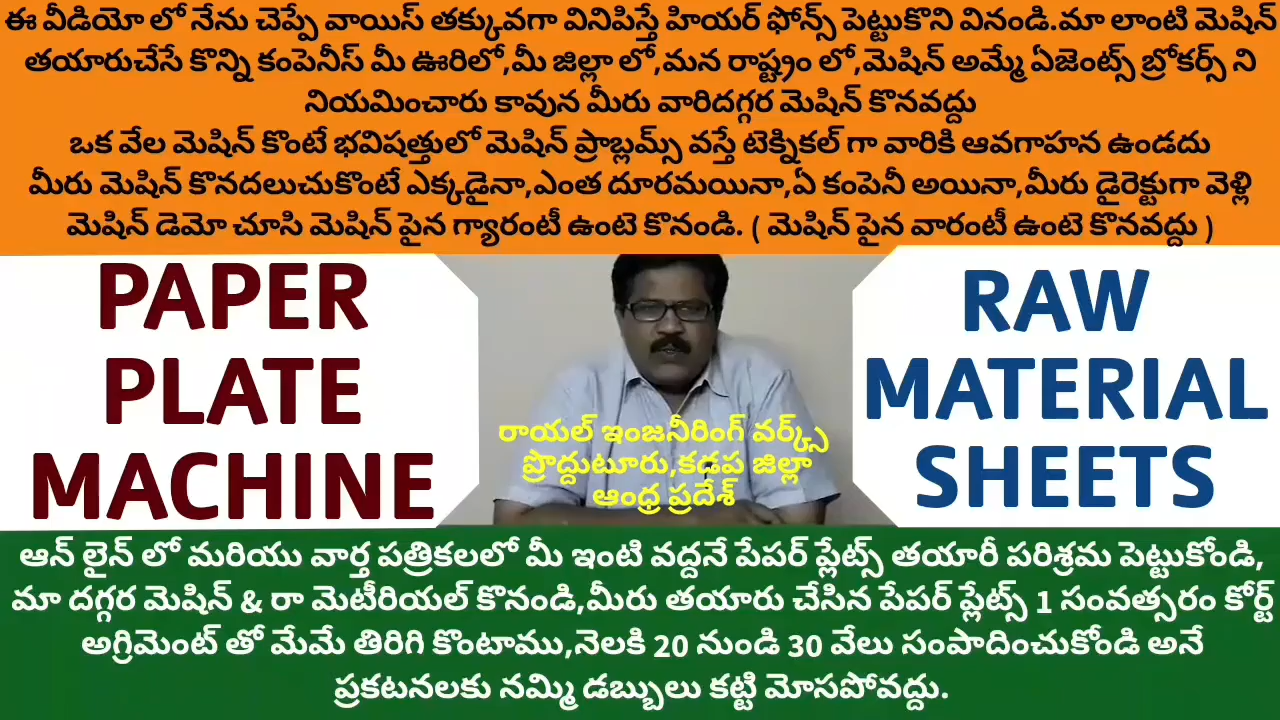 ఈ వీడియో లో నేను చెప్పే వాయిస్ తక్కువగా వినిపిస్తే హియర్ ఫోన్స్ పెట్టుకొని వినండి.మా లాంటి మెషిన్
తయారుచేసే కొన్ని కంపెనీస్ మీ ఊరిలో,మీ జిల్లా లో,మన రాష్ట్రం లో,మెషిన్ అమ్మే ఏజెంట్స్ బ్రోకర్స్ ని
నియమించారు కావున మీరు వారిదగ్గర మెషిన్ కొనవద్దు
ఒక వేల మెషిన్ కొంటే భవిషత్తులో మెషిన్ ప్రాబ్లమ్స్ వస్తే టెక్నికల్ గా వారికి ఆవగాహన ఉండదు
మీరు మెషిన్ కొనదలుచుకొంటే ఎక్కడైనా,ఎంత దూరమయినా,ఏ కంపెనీ అయినా,మీరు డైరెక్టుగా వెళ్లి
మెషిన్ డెమో చూసి మెషిన్ పైన గ్యారంటీ ఉంటె కొనండి. ( మెషిన్ పైన వారంటీ ఉంటె కొనవద్దు )
PAPER
PLATE
MACHINE
రాయల్ ఇంజనీరింగ్ వర్క్స్
ప్రొద్దుటూరు,కడప జిల్లా
ఆంధ్ర ప్రదేశ్
RAW
MATERIAL
SHEETS
ఆన్ లైన్ లో మరియు వార్త పత్రికలలో మీ ఇంటి వద్దనే పేపర్ ప్లేట్స్ తయారీ పరిశ్రమ పెట్టుకోండి,
మా దగ్గర మెషిన్ & రా మెటీరియల్ కొనండి,మీరు తయారు చేసిన పేపర్ ప్లేట్స్ 1 సంవత్సరం కోర్ట్
అగ్రిమెంట్ తో మేమే తిరిగి కొంటాము,నెలకి 20 నుండి 30 వేలు సంపాదించుకోండి అనే
ప్రకటనలకు నమ్మి డబ్బులు కట్టి మోసపోవద్దు.